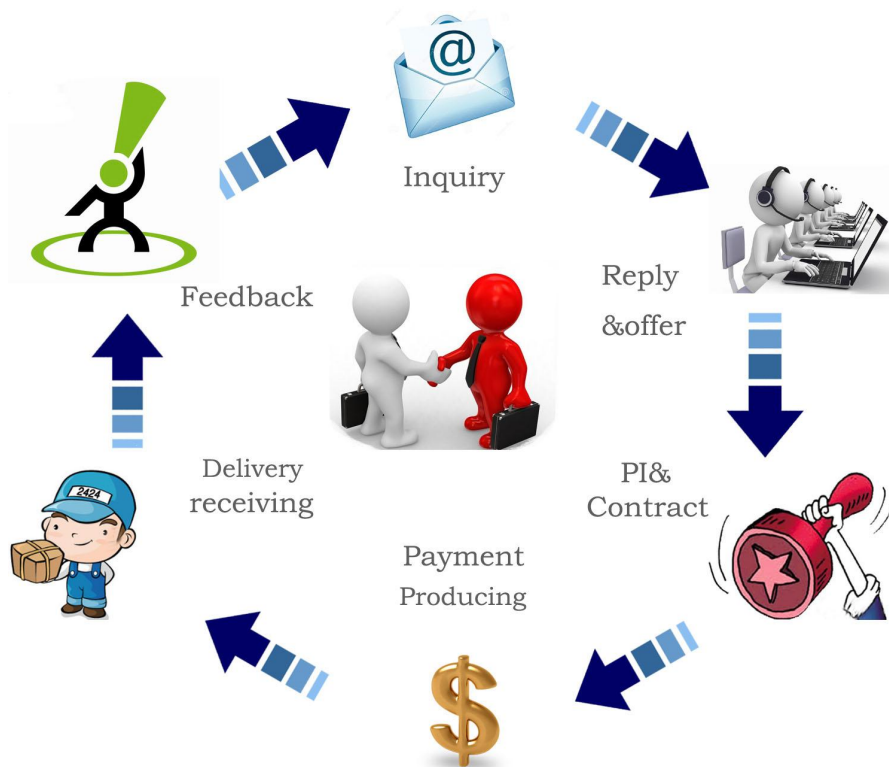 @
Inquiry
Reply
&offer
PI&
Contract
Payment
Producing
$
Delivery
receiving
2424
Feedback